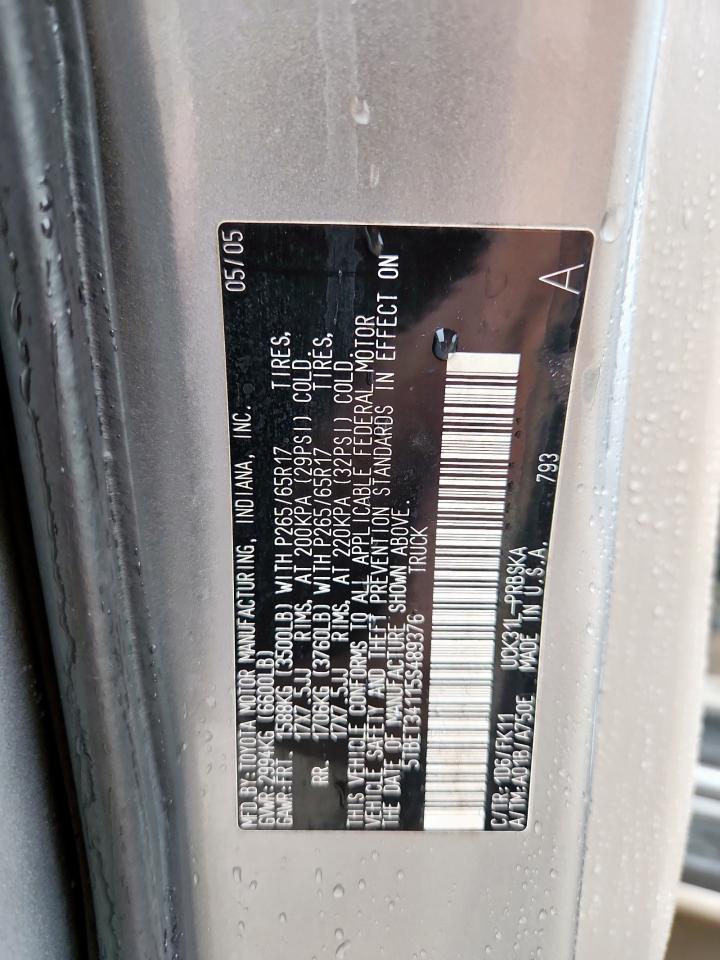 MFD.BY:TOYOTA MOTOR MANUFACTURING, INDIANA, INC. 05/05
GVWR:2994KG (6600LB)
GAWR:FRT 1588KG (3500LB) WITH P265/65R17 TIRES,
17X7.5JJ RIMS, AT 200KPA (29PSI) COLD.
RR. 1706KG (3760LB) WITH P265/65R17 TIRES,
17X7.5JJ RIMS, AT 220KPA (32PSI) COLD.
THIS VEHICLE CONFORMS TO ALL APPLICABLE FEDERAL MOTOR
VEHICLE SAFETY AND THEFT PREVENTION STANDARDS IN EFFECT ON
THE DATE OF MANUFACTURE SHOWN ABOVE.
5TBET34115S489376 TRUCK
C/TR:1D6/FK11 UCK31L-PRBSKA
A/TM:A01B/A750E MADE IN U.S.A. 793 A